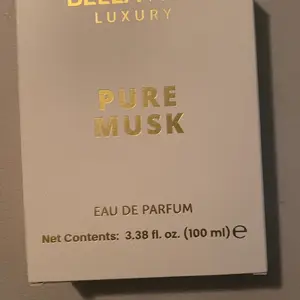 LUXURY
PURE
MUSK
EAU DE PARFUM
Net Contents: 3.38 fl. oz. (100 ml) ℮